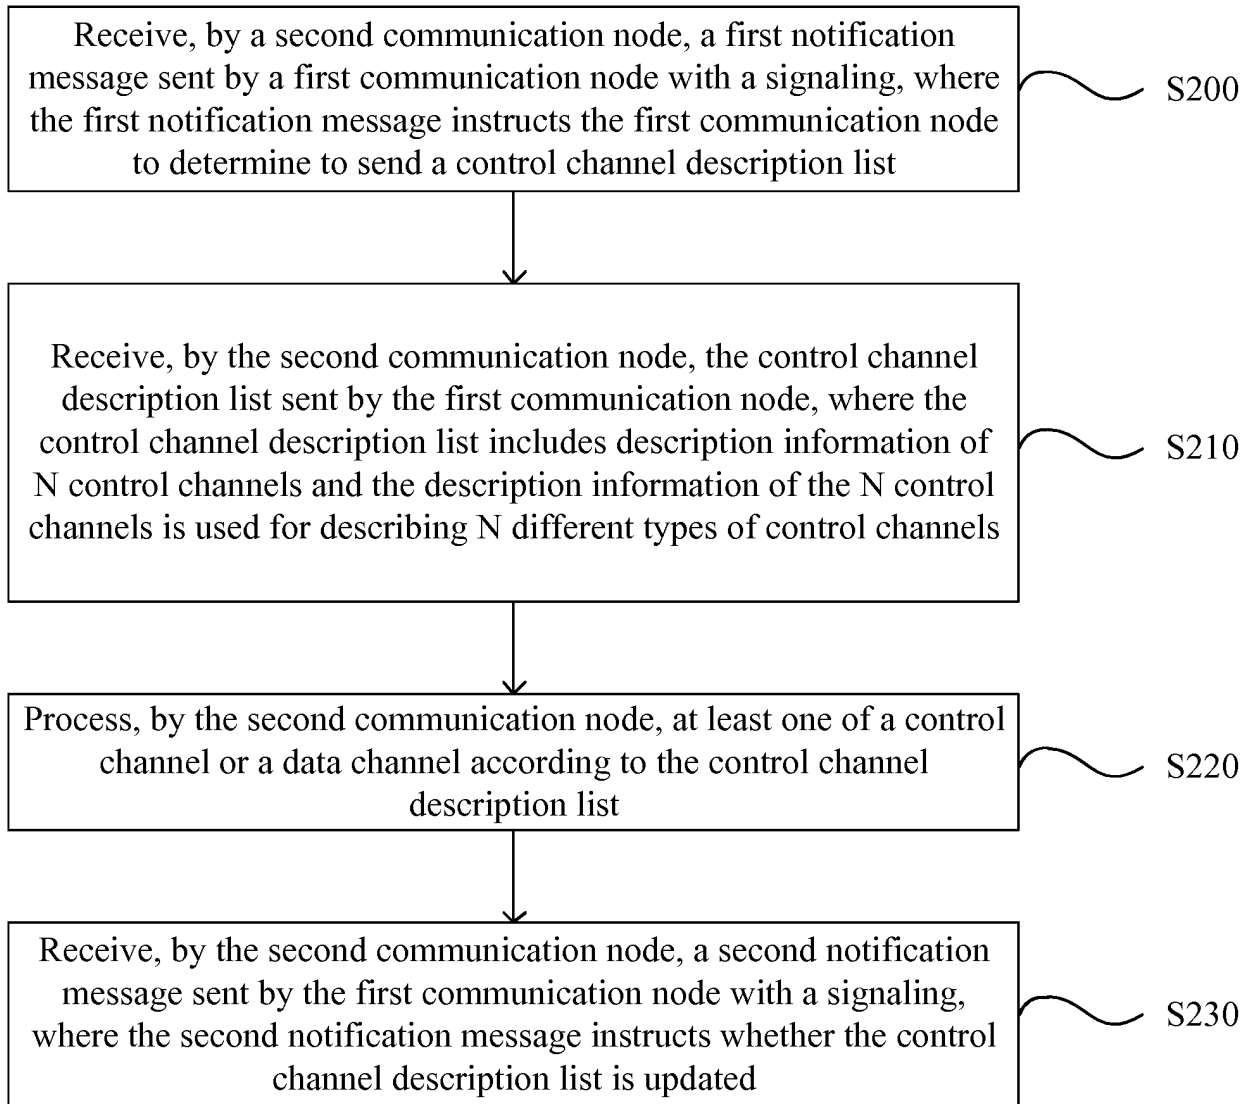 Receive, by a second communication node, a first notification
message sent by a first communication node with a signaling, where
the first notification message instructs the first communication node
to determine to send a control channel description list
S200
Receive, by the second communication node, the control channel
description list sent by the first communication node, where the
control channel description list includes description information of
N control channels and the description information of the N control
channels is used for describing N different types of control channels
S210
Process, by the second communication node, at least one of a control
channel or a data channel according to the control channel
description list
S220
Receive, by the second communication node, a second notification
message sent by the first communication node with a signaling,
where the second notification message instructs whether the control
channel description list is updated
S230